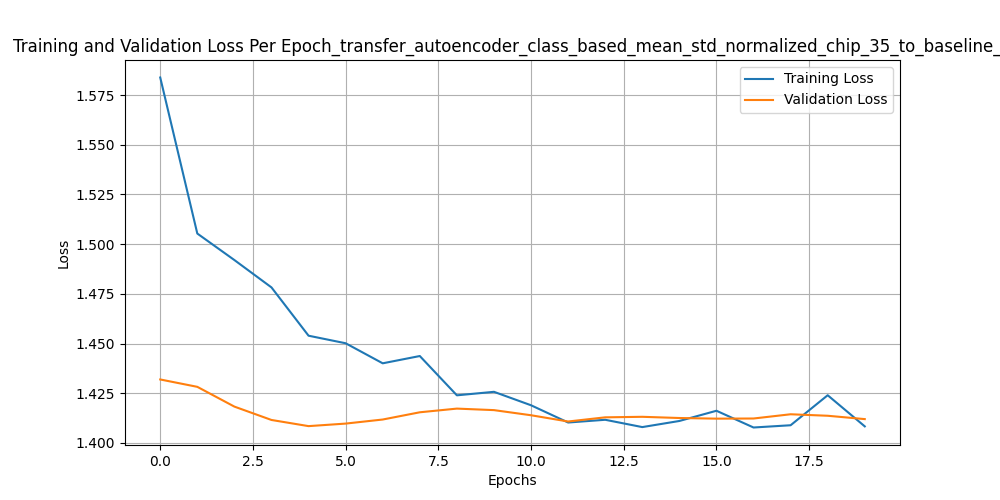 Training and Validation Loss Per Epoch_transfer_autoencoder_class_based_mean_std_normalized_chip_35_to_baseline_
Training Loss
Validation Loss
1.575
1.550
1.525
1.500
1.475
1.450
1.425
1.400
Loss
0.0 2.5 5.0 7.5 10.0 12.5 15.0 17.5
Epochs